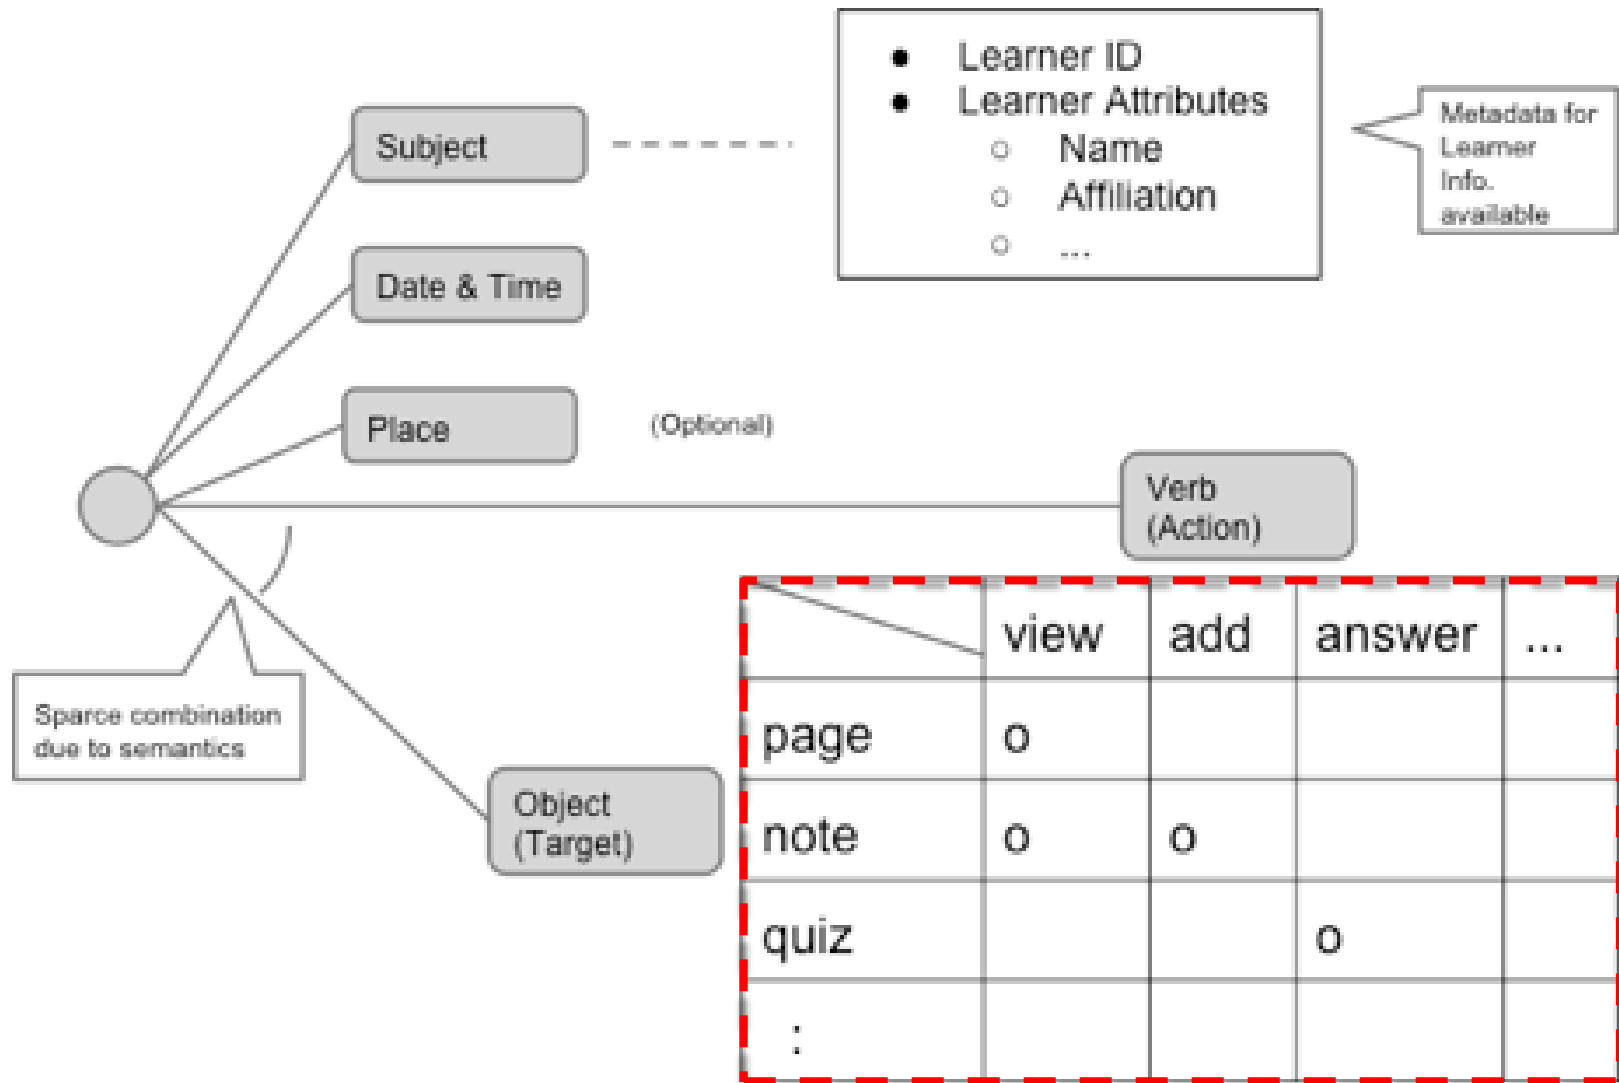 ● Learner ID
● Learner Attributes
○ Name
○ Affiliation
○ ...
Metadata for
Learner
Info.
available
Subject
Date & Time
Place
(Optional)
Verb
(Action)
Sparce combination
due to semantics
Object
(Target)
view add answer ...
page o
note o o
quiz o
: